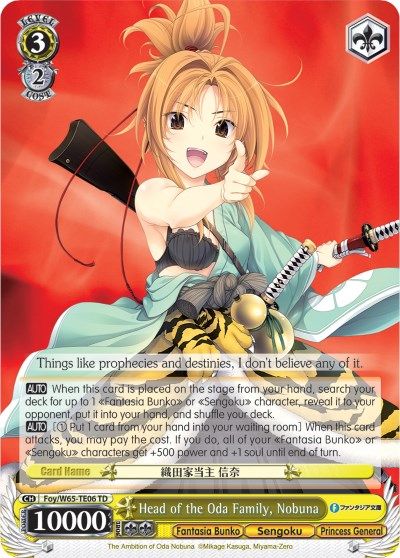 LEVEL
3
2
COST
Things like prophecies and destinies, I don't believe any of it.
AUTO When this card is placed on the stage from your hand, search your
deck for up to 1 «Fantasia Bunko» or «Sengoku» character, reveal it to your
opponent, put it into your hand, and shuffle your deck.
AUTO [① Put 1 card from your hand into your waiting room] When this card
attacks, you may pay the cost. If you do, all of your «Fantasia Bunko» or
«Sengoku» characters get +500 power and +1 soul until end of turn.
Card Name 織田家当主 信奈
CH Foy/W65-TE06 TD
Head of the Oda Family, Nobuna
ファンタジア文庫
POWER 10000 Fantasia Bunko Sengoku Princess General
The Ambition of Oda Nobuna ©Mikage Kasuga, Miyama-Zero